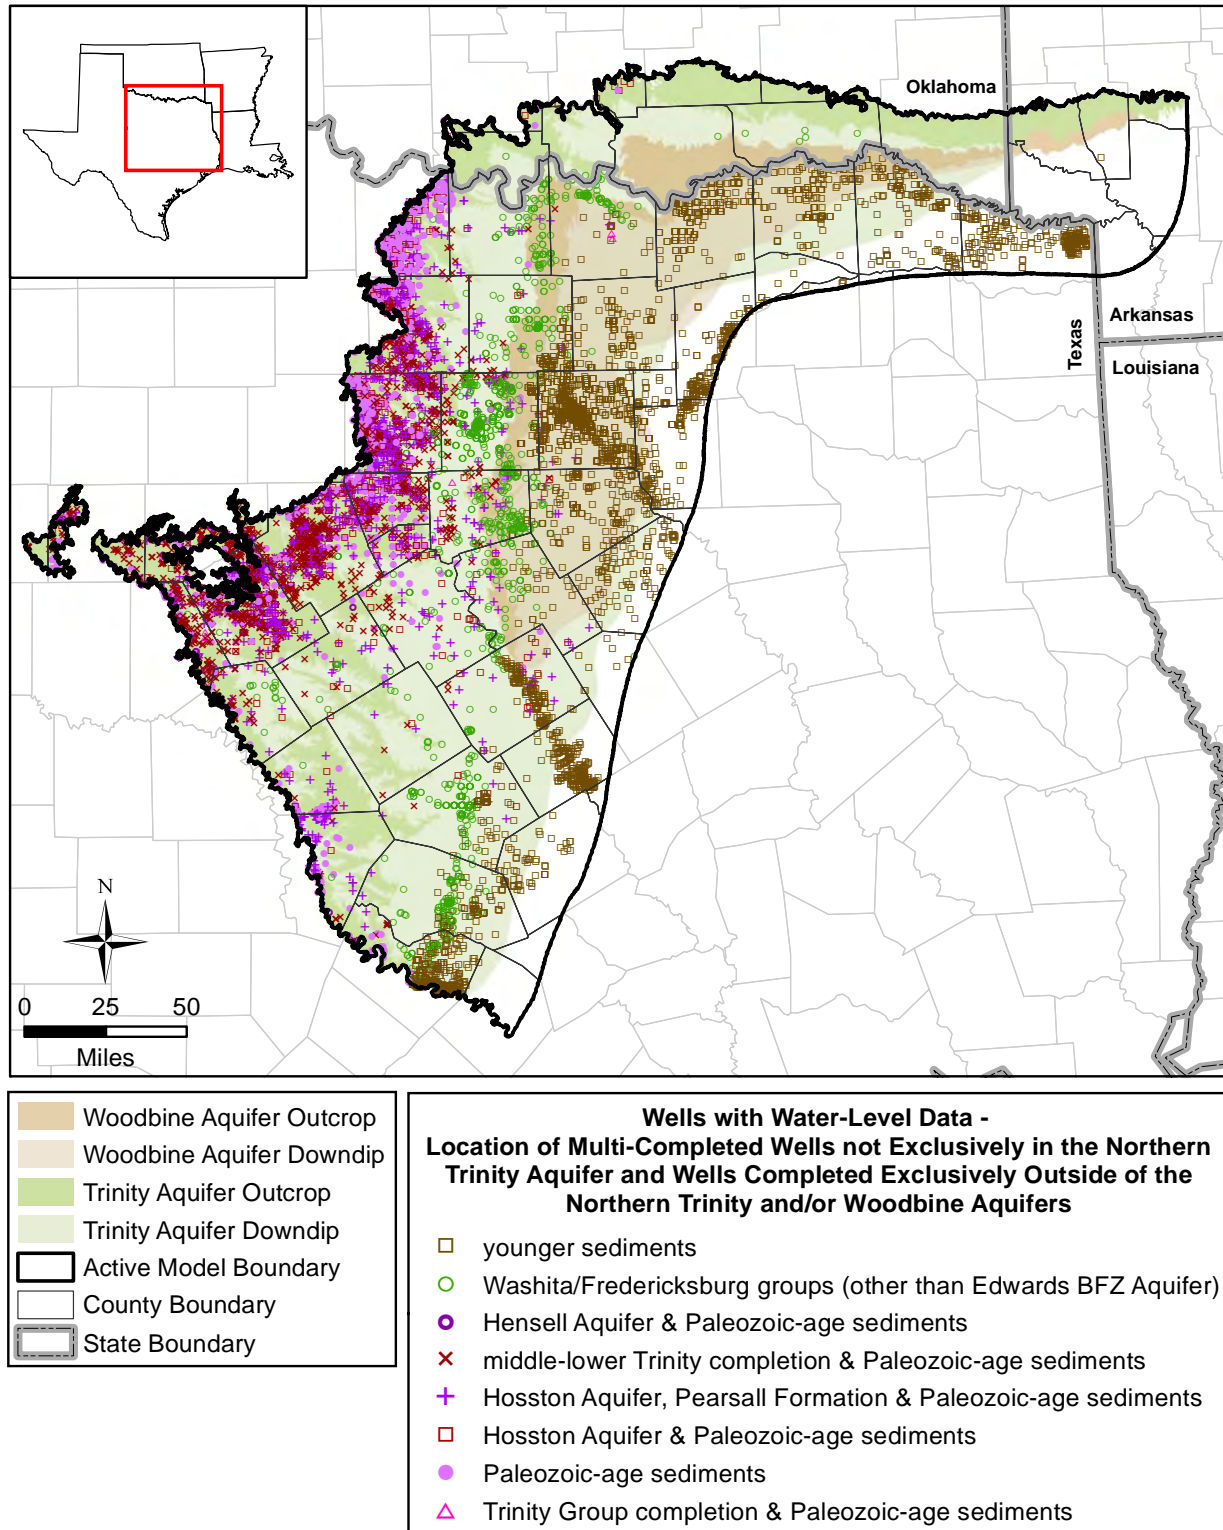 Oklahoma
Arkansas
Texas
Louisiana
N
0 25 50
Miles
Woodbine Aquifer Outcrop
Woodbine Aquifer Downdip
Trinity Aquifer Outcrop
Trinity Aquifer Downdip
Active Model Boundary
County Boundary
State Boundary
Wells with Water-Level Data -
Location of Multi-Completed Wells not Exclusively in the Northern
Trinity Aquifer and Wells Completed Exclusively Outside of the
Northern Trinity and/or Woodbine Aquifers
younger sediments
Washita/Fredericksburg groups (other than Edwards BFZ Aquifer)
Hensell Aquifer & Paleozoic-age sediments
middle-lower Trinity completion & Paleozoic-age sediments
Hosston Aquifer, Pearsall Formation & Paleozoic-age sediments
Hosston Aquifer & Paleozoic-age sediments
Paleozoic-age sediments
Trinity Group completion & Paleozoic-age sediments